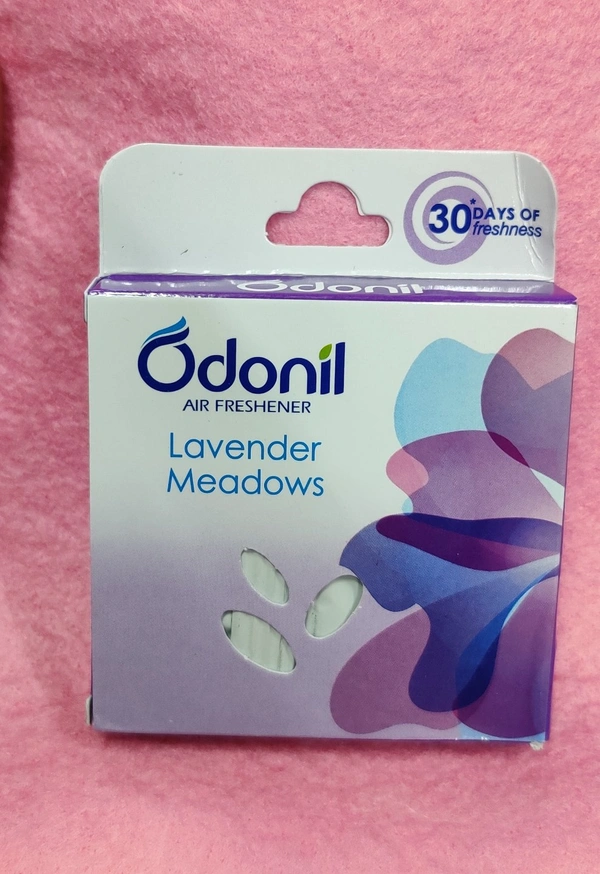 30*DAYS OF
freshness
Odonil
Odonil
AIR FRESHENER
Lavender
Meadows